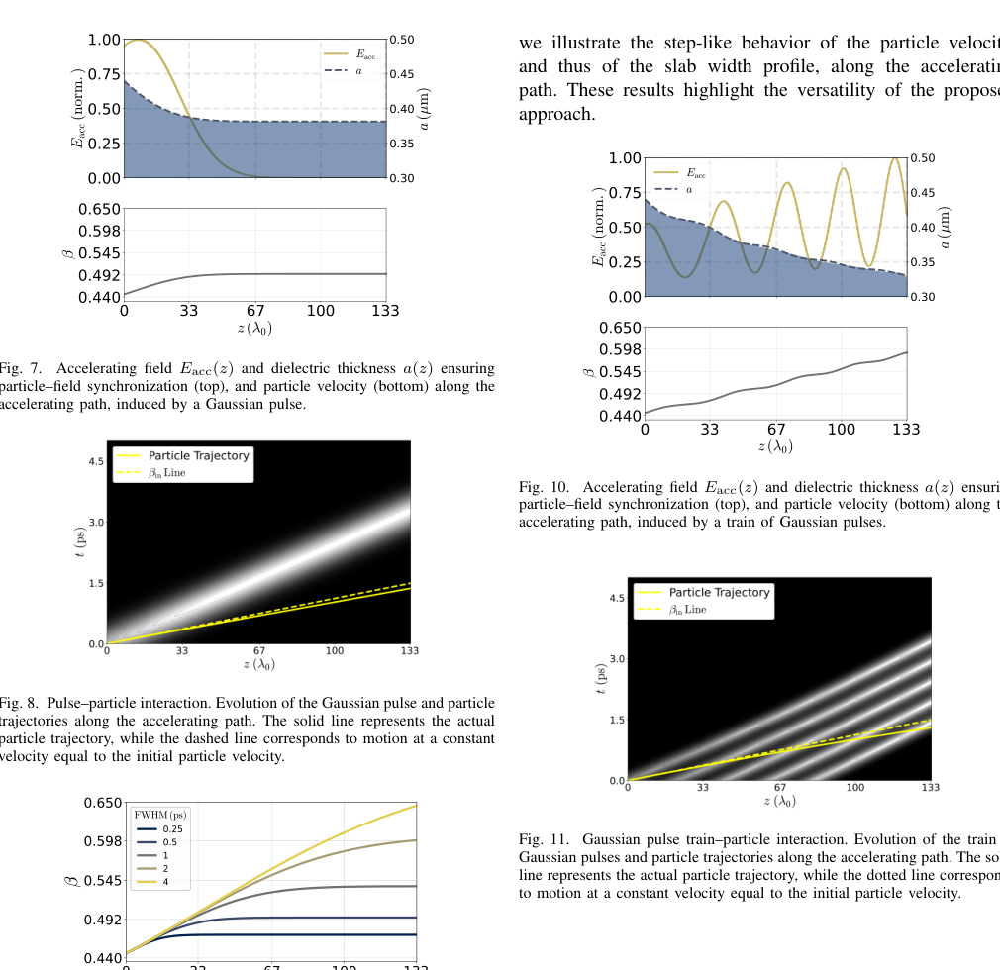 1.00
0.75
0.50
0.25
0.00
E_acc (norm.)
E_acc
a
0.50
0.45
0.40
0.35
0.30
a (μm)
0.650
0.598
0.545
0.492
0.440
β
0 33 67 100 133
z (λ₀)
Fig. 7. Accelerating field E_acc(z) and dielectric thickness a(z) ensuring
particle–field synchronization (top), and particle velocity (bottom) along the
accelerating path, induced by a Gaussian pulse.
4.5
3.0
1.5
0.0
t (ps)
Particle Trajectory
β_in Line
0 33 67 100 133
z (λ₀)
Fig. 8. Pulse–particle interaction. Evolution of the Gaussian pulse and particle
trajectories along the accelerating path. The solid line represents the actual
particle trajectory, while the dashed line corresponds to motion at a constant
velocity equal to the initial particle velocity.
0.650
0.598
0.545
0.492
0.440
β
FWHM (ps)
0.25
0.5
1
2
4
0 33 67 100 133
we illustrate the step-like behavior of the particle
and thus of the slab width profile, along the
path. These results highlight the versatility of the
approach.
1.00
0.75
0.50
0.25
0.00
E_acc (norm.)
E_acc
a
0.50
0.45
0.40
0.35
0.30
a (μm)
0.650
0.598
0.545
0.492
0.440
β
0 33 67 100 133
z (λ₀)
Fig. 10. Accelerating field E_acc(z) and dielectric thickness a(z)
particle–field synchronization (top), and particle velocity (bottom) along
accelerating path, induced by a train of Gaussian pulses.
4.5
3.0
1.5
0.0
t (ps)
Particle Trajectory
β_in Line
0 33 67 100 133
z (λ₀)
Fig. 11. Gaussian pulse train–particle interaction. Evolution of the train
Gaussian pulses and particle trajectories along the accelerating path. The
line represents the actual particle trajectory, while the dotted line
to motion at a constant velocity equal to the initial particle velocity.